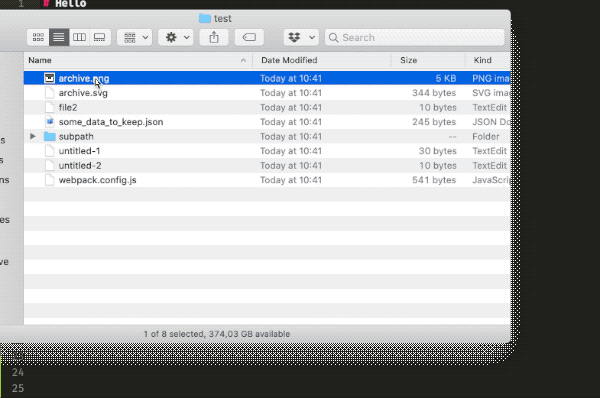 1 # Hello
test
Search
Name Date Modified Size Kind
archive.png Today at 10:41 5 KB PNG ima
archive.svg Today at 10:41 344 bytes SVG ima
file2 Today at 10:41 10 bytes TextEdit
some_data_to_keep.json Today at 10:41 245 bytes JSON Do
subpath Today at 10:41 -- Folder
untitled-1 Today at 10:41 30 bytes TextEdit
untitled-2 Today at 10:41 10 bytes TextEdit
webpack.config.js Today at 10:41 541 bytes JavaScri
s
s
ns
es
ve
1 of 8 selected, 374,03 GB available
24
25